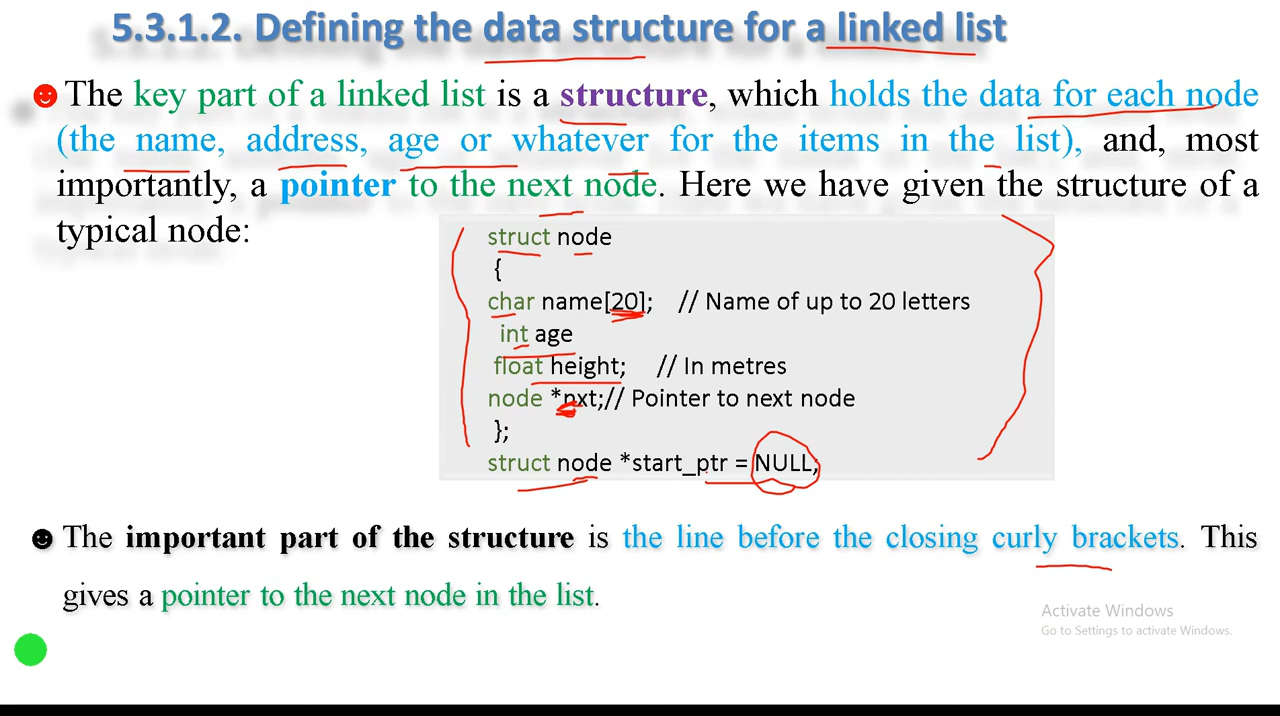 5.3.1.2. Defining the data structure for a linked list
The key part of a linked list is a structure, which holds the data for each node
(the name, address, age or whatever for the items in the list), and, most
importantly, a pointer to the next node. Here we have given the structure of a
typical node:
struct node
{
char name[20]; // Name of up to 20 letters
int age
float height; // In metres
node *nxt;// Pointer to next node
};
struct node *start_ptr = NULL;
The important part of the structure is the line before the closing curly brackets. This
gives a pointer to the next node in the list.
Activate Windows
Go to Settings to activate Windows.